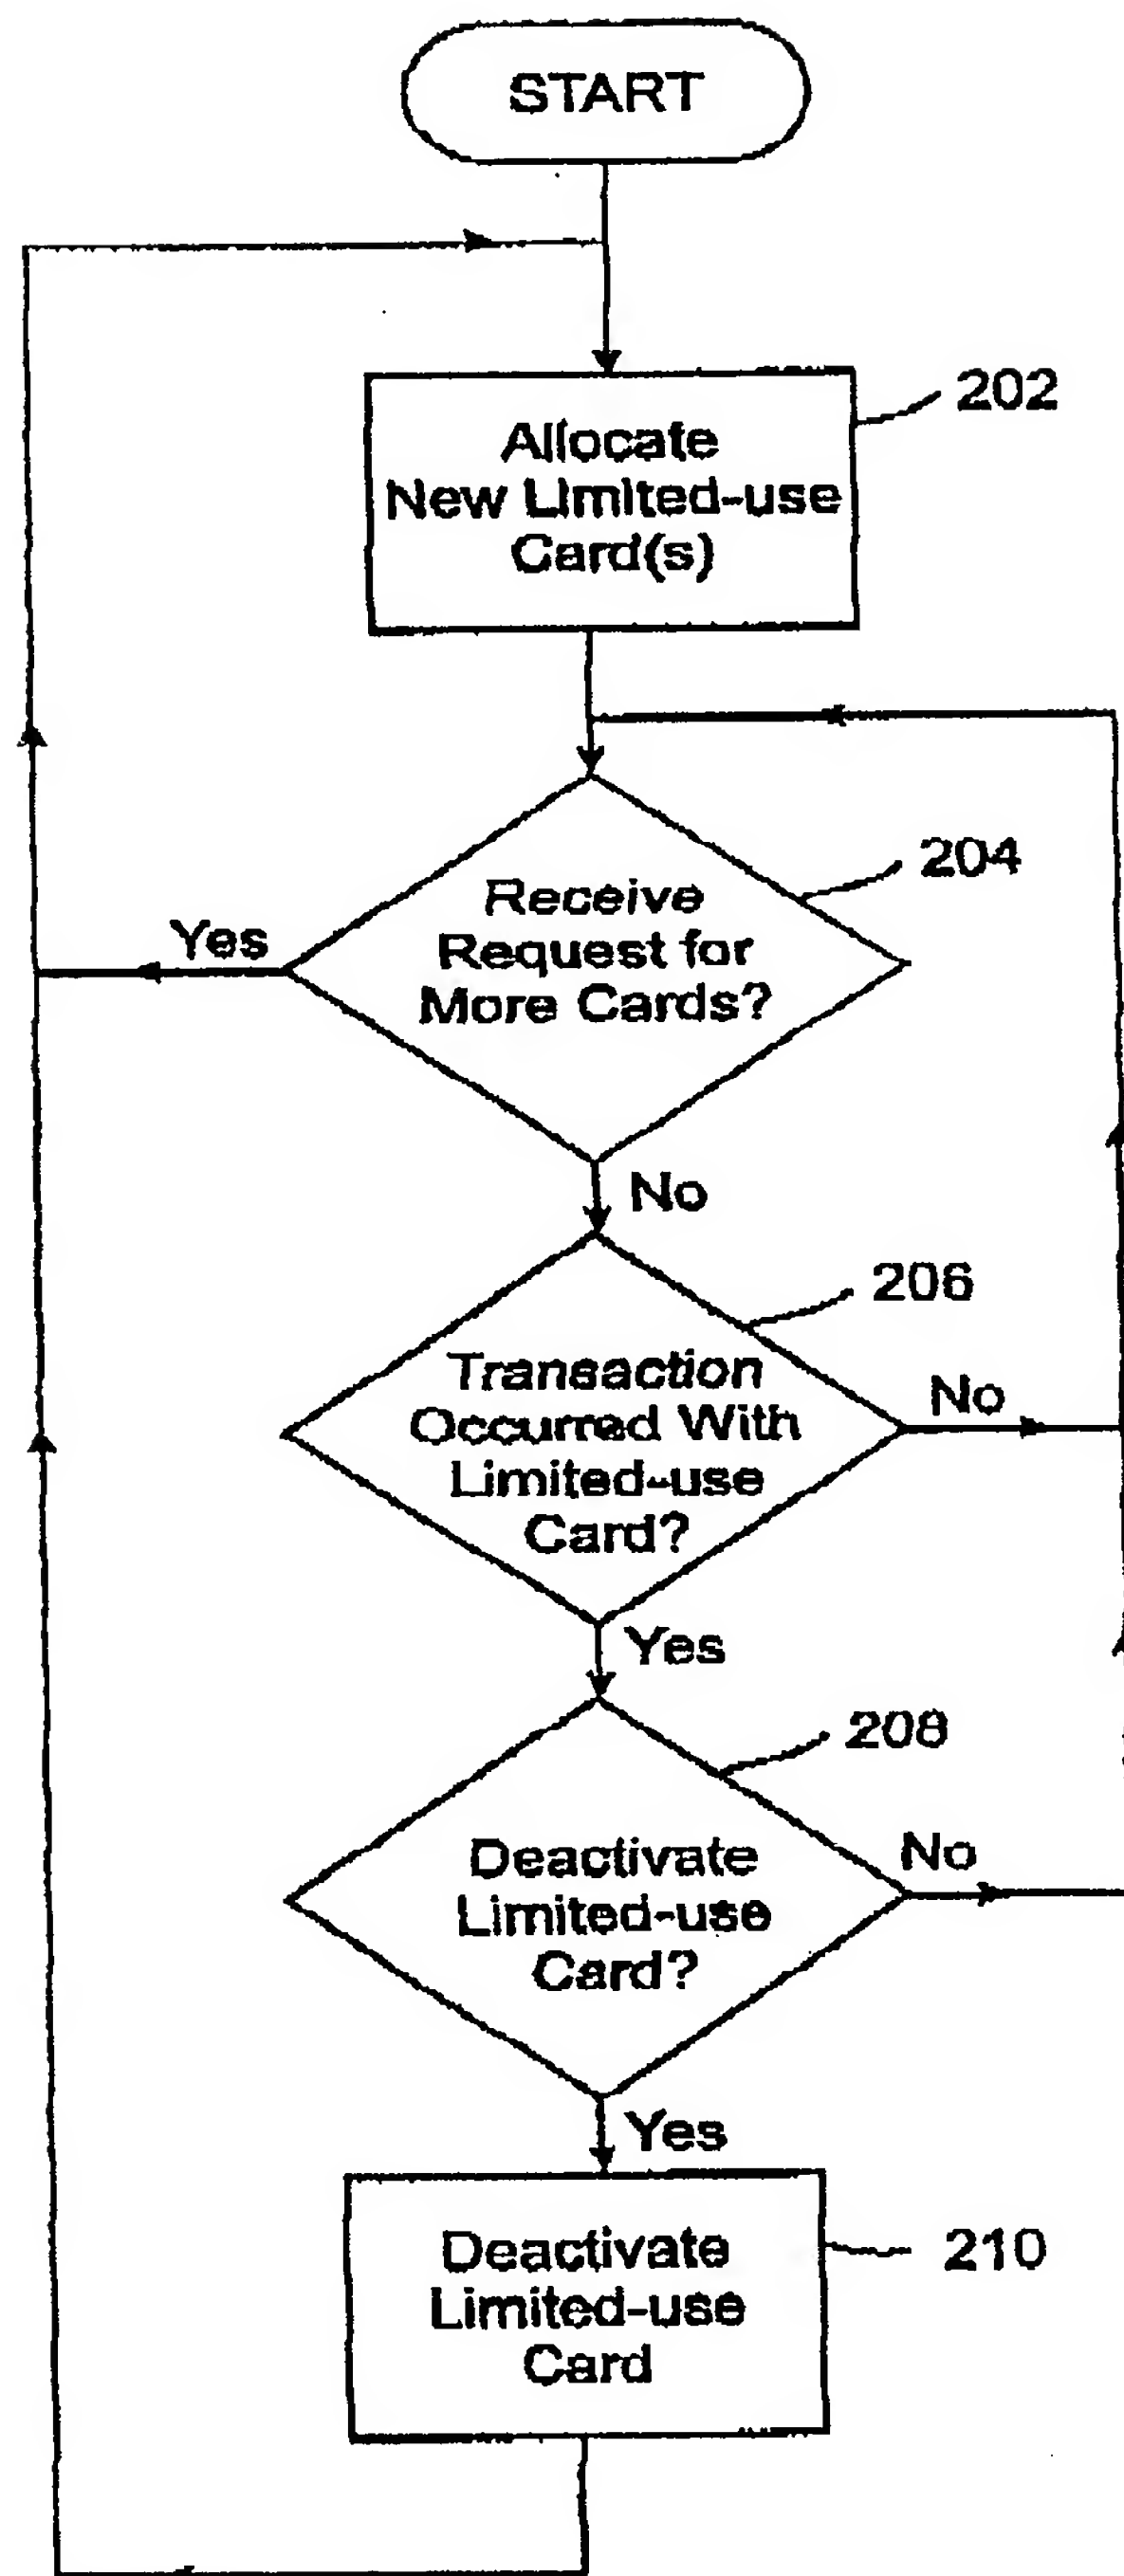 START
202
Allocate
New Limited-use
Card(s)
204
Receive
Request for
More Cards?
Yes
No
206
Transaction
Occurred With
Limited-use
Card?
No
Yes
208
Deactivate
Limited-use
Card?
No
Yes
210
Deactivate
Limited-use
Card